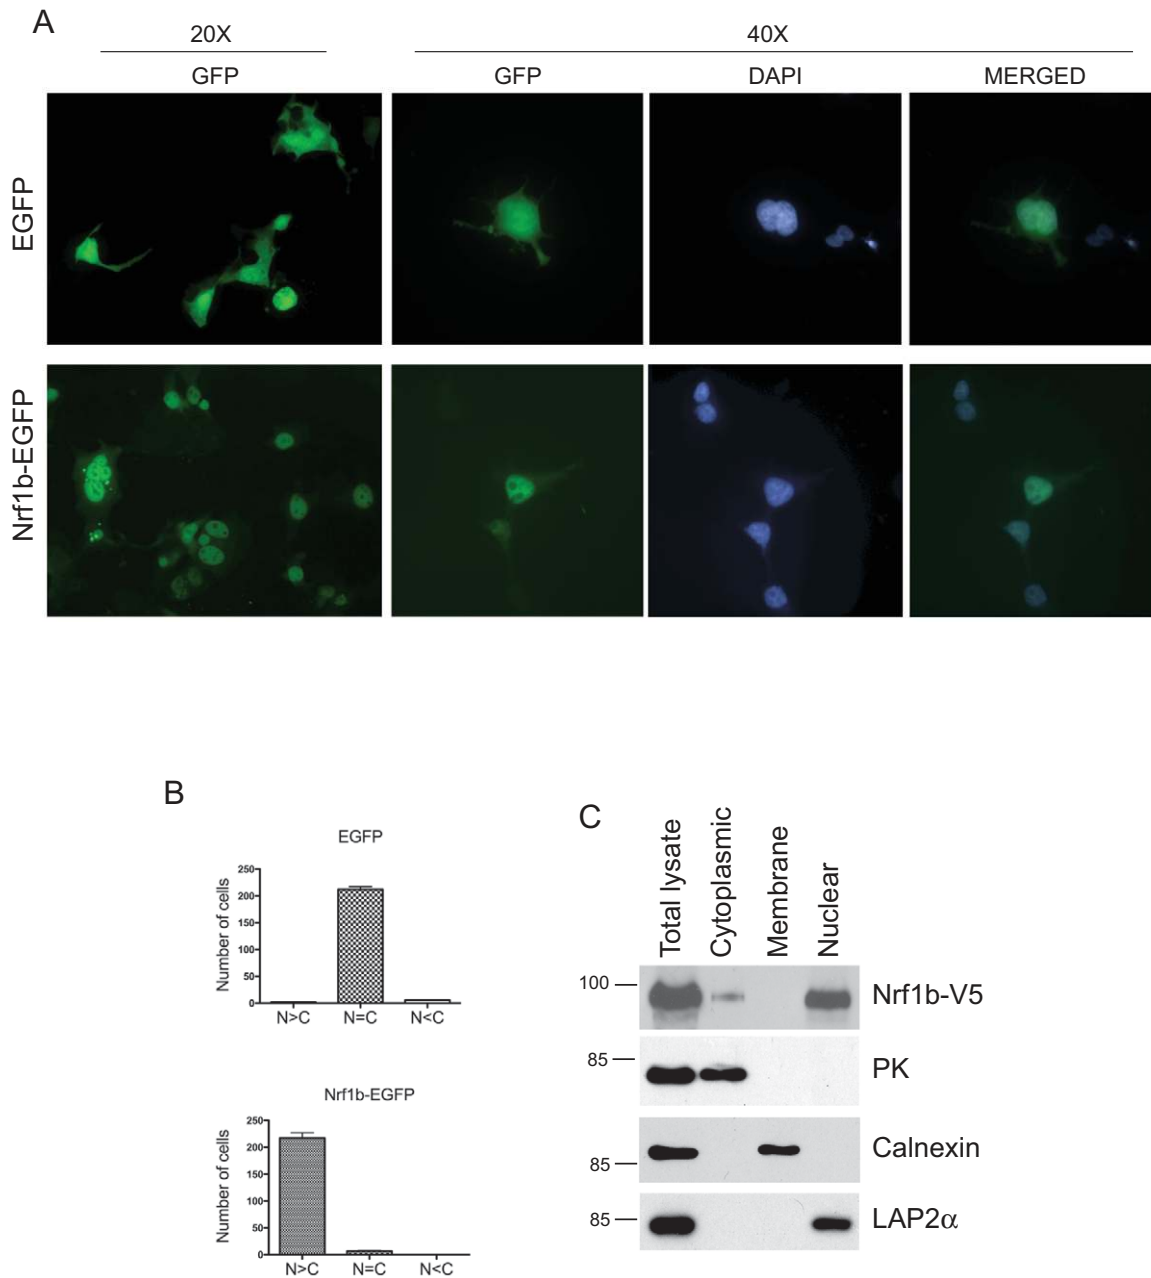 A
20X
40X
GFP
GFP
DAPI
MERGED
EGFP
Nrf1b-EGFP
B
EGFP
Number of cells
250
200
150
100
50
0
N>C
N=C
N<C
Nrf1b-EGFP
Number of cells
250
200
150
100
50
0
N>C
N=C
N<C
C
Total lysate
Cytoplasmic
Membrane
Nuclear
100
Nrf1b-V5
85
PK
Calnexin
85
85
LAP2α